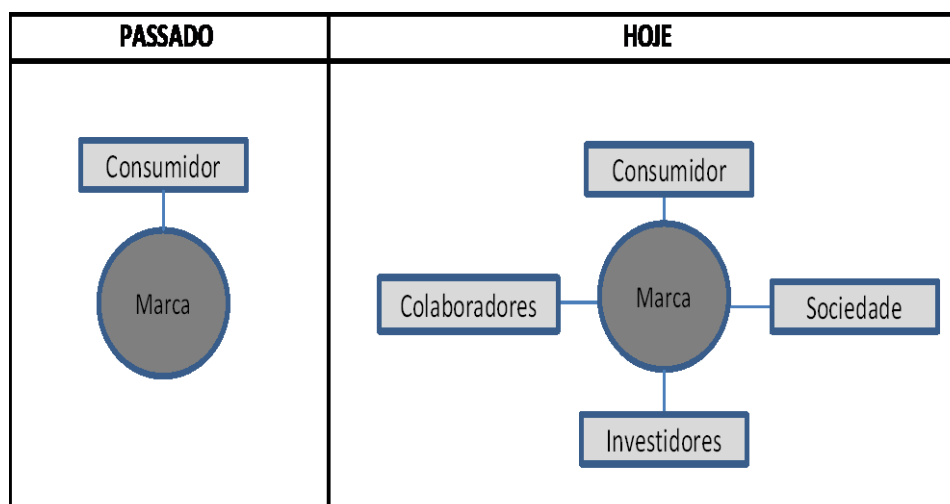 PASSADO
HOJE
Consumidor
Marca
Consumidor
Colaboradores
Marca
Sociedade
Investidores